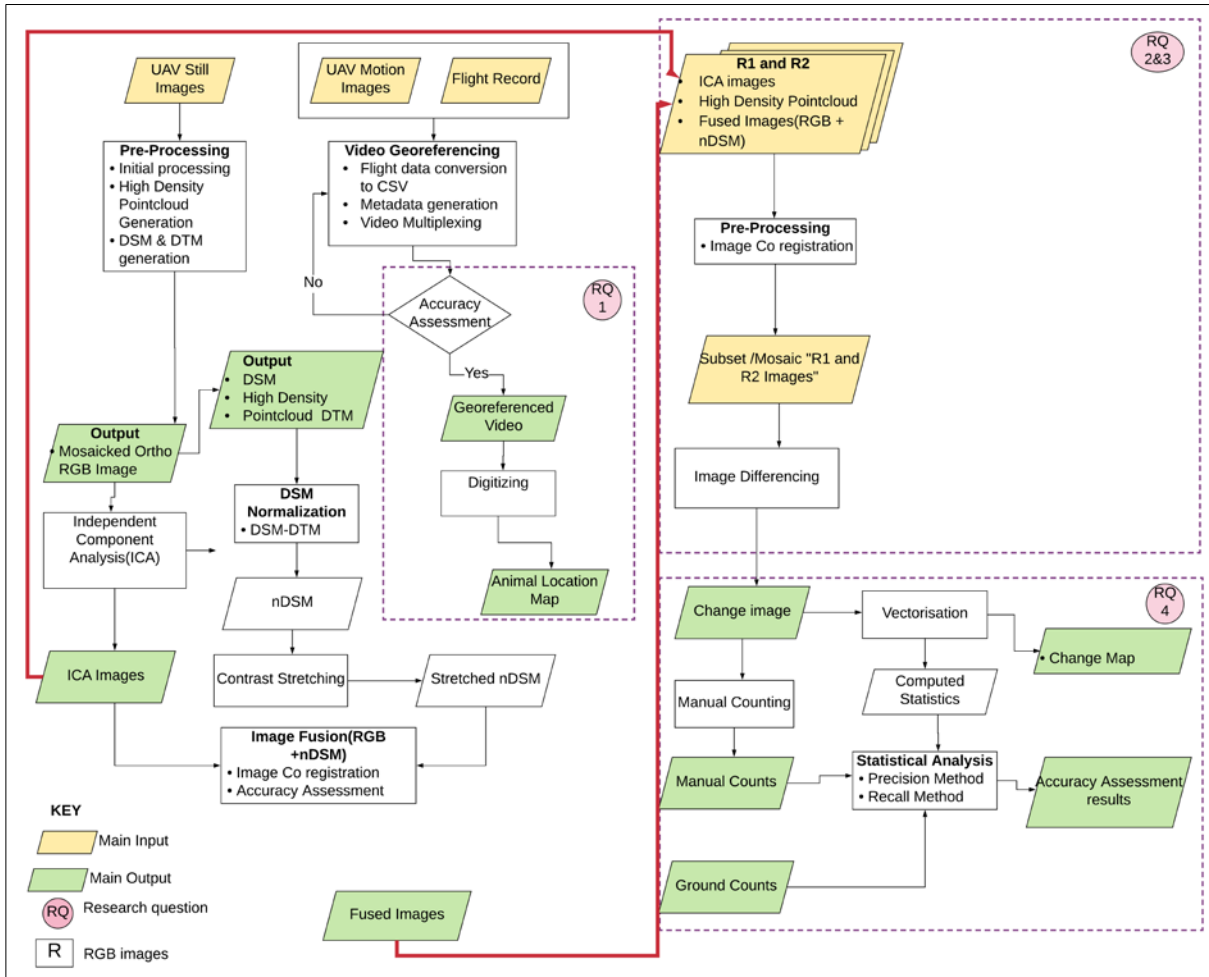 UAV Still
Images
UAV Motion
Images
Flight Record
Pre-Processing
• Initial processing
• High Density
Pointcloud
Generation
• DSM & DTM
generation
Video Georeferencing
• Flight data conversion
to CSV
• Metadata generation
• Video Multiplexing
No
Accuracy
Assessment
RQ
1
Yes
Georeferenced
Video
Digitizing
Animal Location
Map
Output
• DSM
• High Density
• Pointcloud DTM
Output
• Mosaicked Ortho
RGB Image
Independent
Component
Analysis(ICA)
DSM
Normalization
• DSM-DTM
nDSM
ICA Images
Contrast Stretching
Stretched nDSM
Image Fusion(RGB
+nDSM)
• Image Co registration
• Accuracy Assessment
KEY
Main Input
Main Output
RQ
Research question
R
RGB images
Fused Images
RQ
2&3
R1 and R2
• ICA images
• High Density Pointcloud
• Fused Images(RGB +
nDSM)
Pre-Processing
• Image Co registration
Subset /Mosaic "R1 and
R2 Images"
Image Differencing
RQ
4
Change image
Vectorisation
• Change Map
Manual Counting
Computed
Statistics
Manual Counts
Statistical Analysis
• Precision Method
• Recall Method
Accuracy Assessment
results
Ground Counts